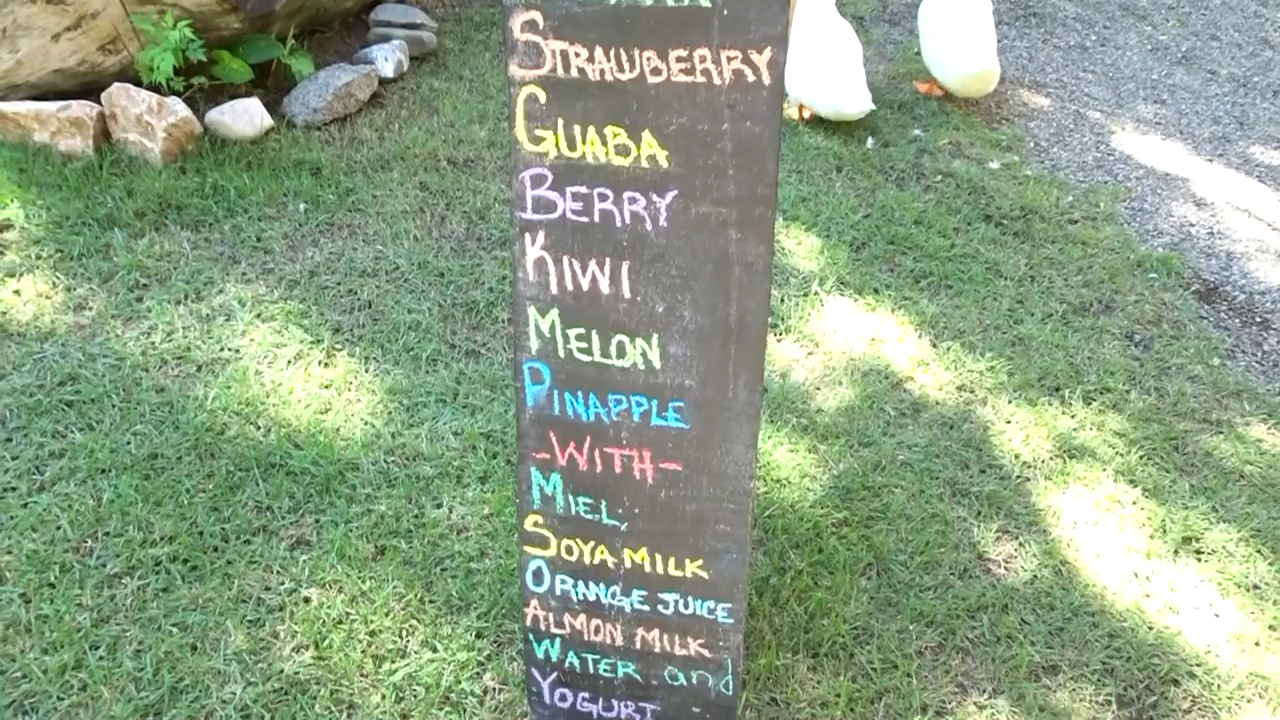 STRAWBERRY
GUABA
BERRY
KIWI
MELON
PINAPPLE
-WITH-
MIEL,
SOYA MILK
ORANGE JUICE
ALMON MILK
WATER and
YOGURT